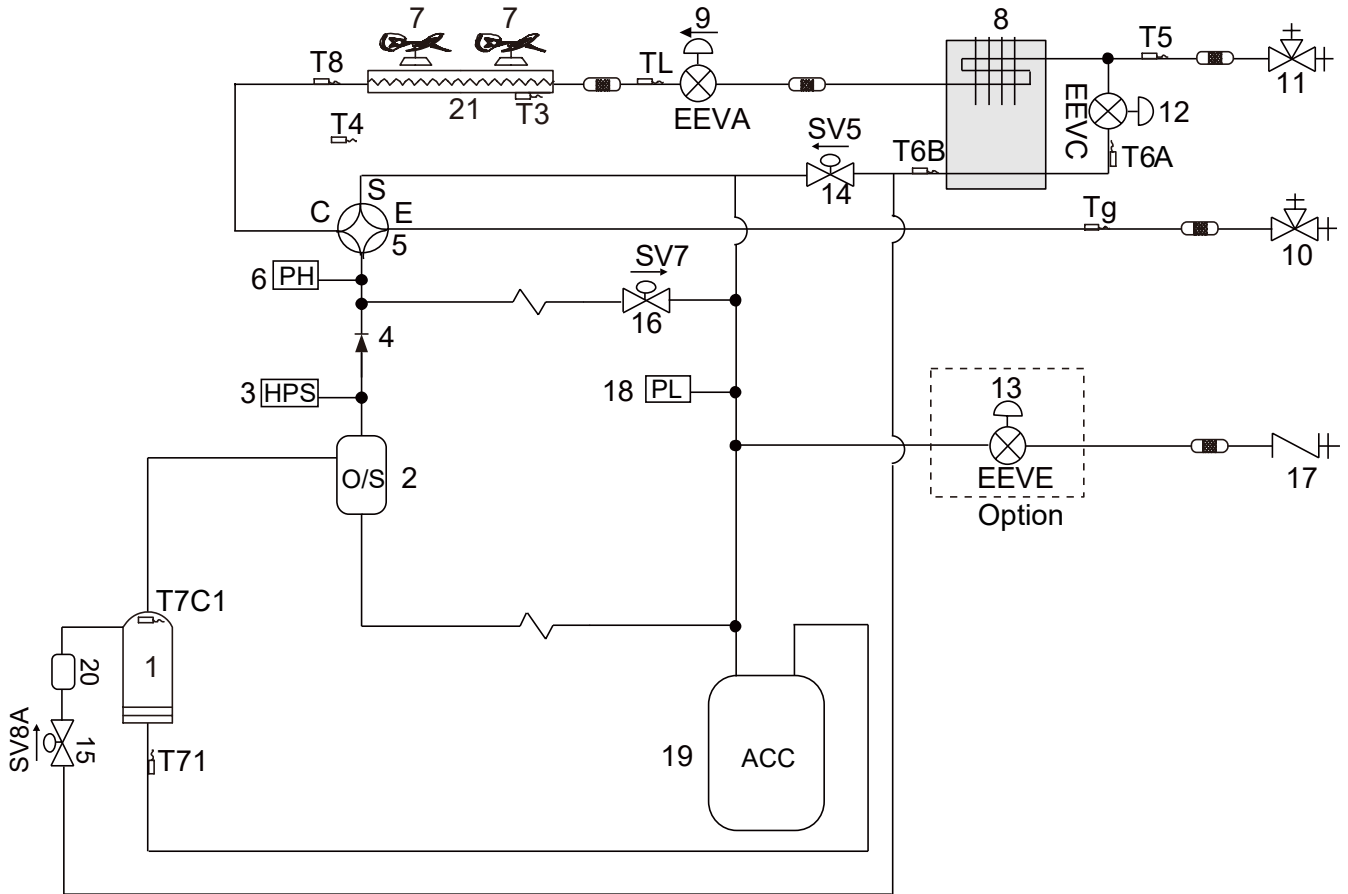 7 7 9 8
T8 TL T5
21 T3 EEVA EEVC 12 11
T4 SV5 T6B T6A
S 14
C E Tg
5 10
6 PH SV7
16
4
3 HPS 18 PL 13
O/S 2 EEVE 17
Option
T7C1
1
20
SV8A 15 T71 19 ACC